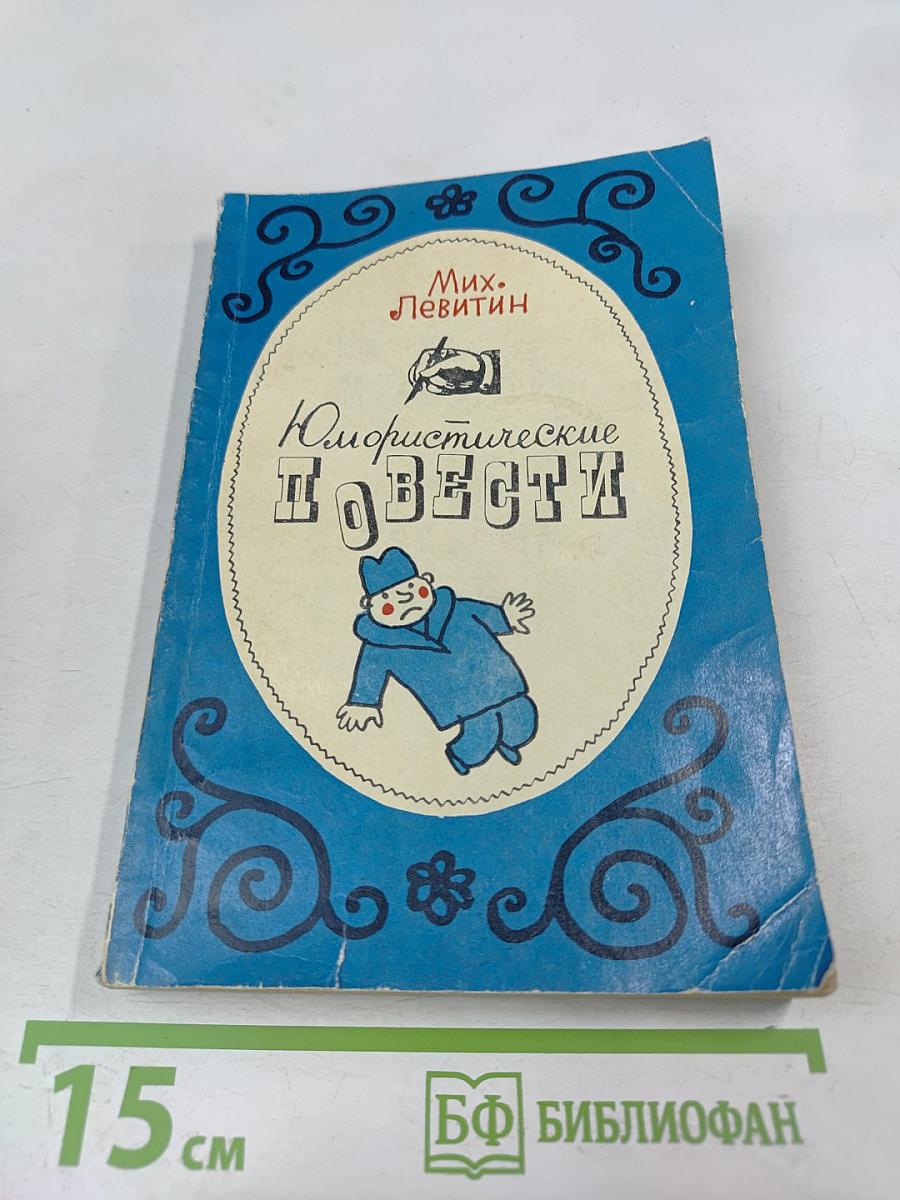 Мих.
Левитин
Юмористические
ПОВЕСТИ
15 см
БФ БИБЛИОФАН